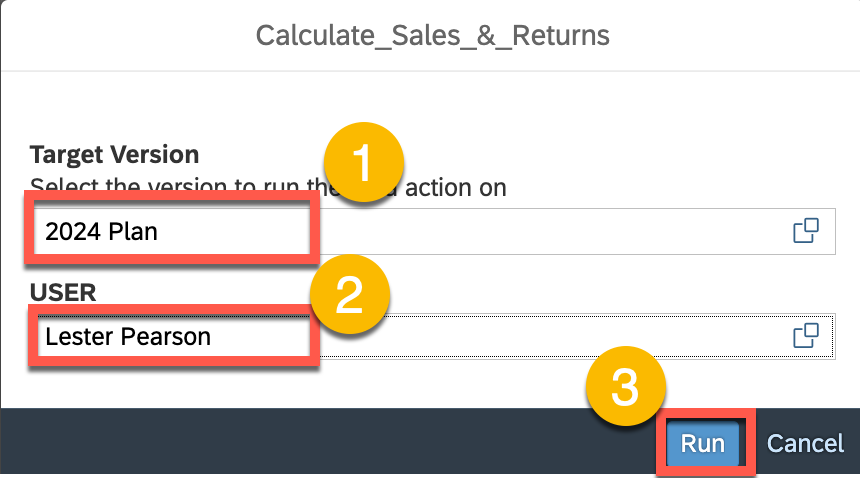 Calculate_Sales_&_Returns
Target Version
1
Select the version to run the action on
2024 Plan
USER
2
Lester Pearson
3
Run
Cancel